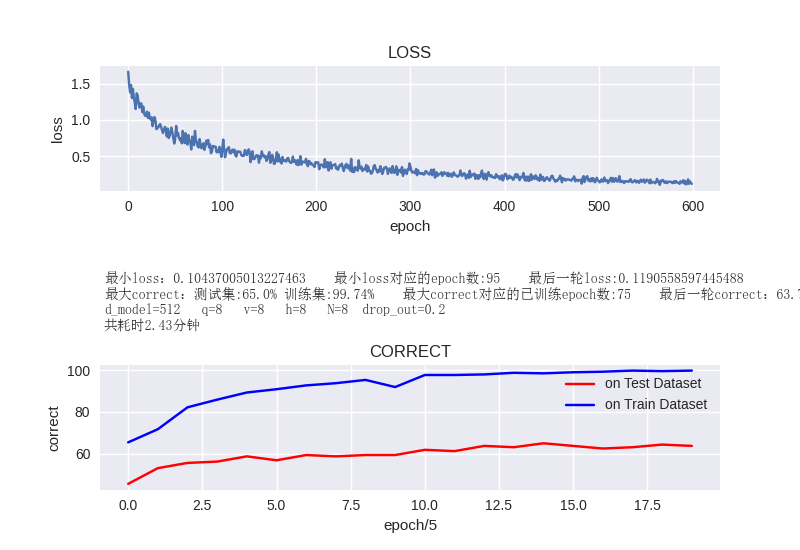 LOSS
1.5
1.0
0.5
loss
0 100 200 300 400 500 600
epoch
最小loss：0.10437005013227463 最小loss对应的epoch数:95 最后一轮loss:0.1190558597445488
最大correct：测试集:65.0% 训练集:99.74% 最大correct对应的已训练epoch数:75 最后一轮correct：63.7
d_model=512 q=8 v=8 h=8 N=8 drop_out=0.2
共耗时2.43分钟
CORRECT
100
80
60
correct
on Test Dataset
on Train Dataset
0.0 2.5 5.0 7.5 10.0 12.5 15.0 17.5
epoch/5